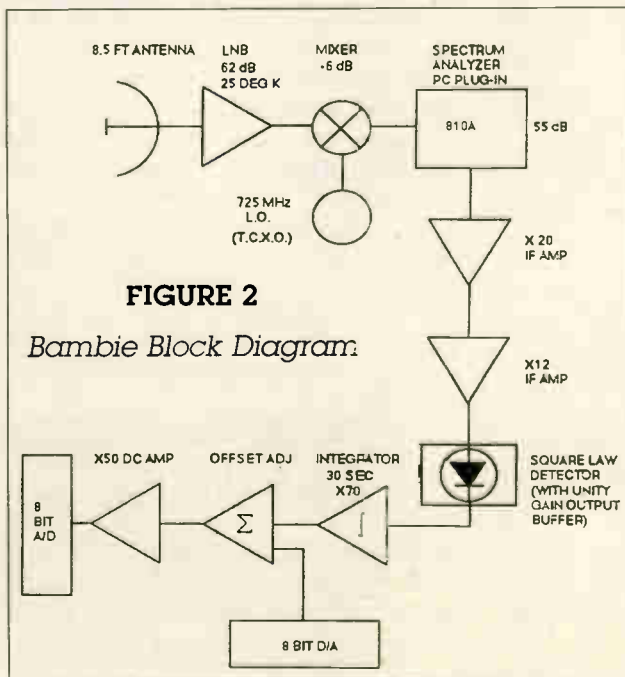 8.5 FT ANTENNA
LNB
62 dB
25 DEG K
MIXER
-6 dB
SPECTRUM
ANALYZER
PC PLUG-IN
810A
55 dB
725 MHz
L.O.
(T.C.X.O.)
X 20
IF AMP
FIGURE 2
Bambie Block Diagram
X12
IF AMP
SQUARE LAW
DETECTOR
(WITH UNITY
GAIN OUTPUT
BUFFER)
INTEGRATOR
30 SEC
X70
∫
OFFSET ADJ
Σ
X50 DC AMP
8
BIT
A/D
8 BIT D/A